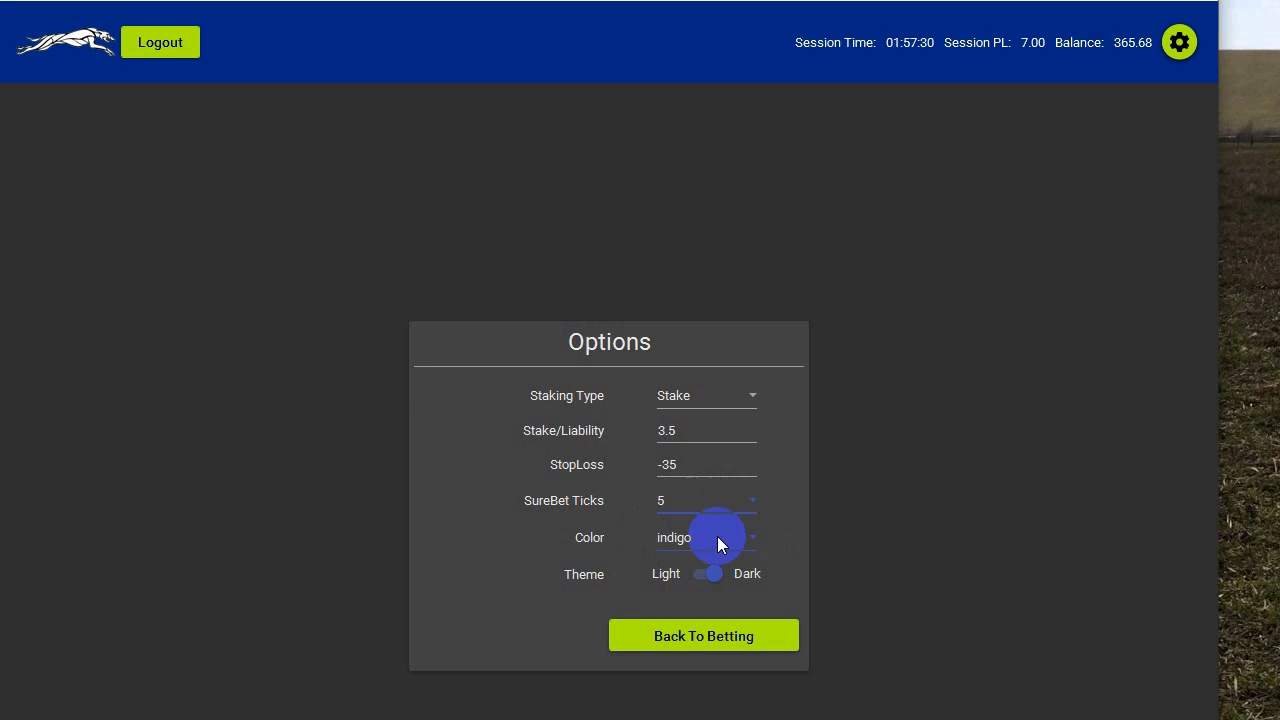 Logout
Session Time: 01:57:30 Session PL: 7.00 Balance: 365.68
Options
Staking Type Stake
Stake/Liability 3.5
StopLoss -35
SureBet Ticks 5
Color indigo
Theme Light Dark
Back To Betting